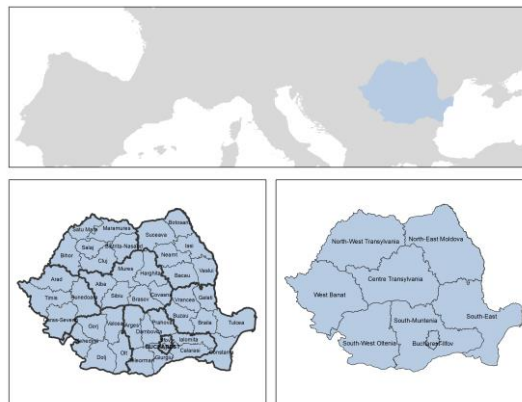 Botosani
Satu Mare
Maramures
Suceava
Bistrita-Nasaud
Salaj
Iasi
Bihor
Cluj
Neamt
Mures
Harghita
Bacau
Vaslui
Arad
Alba
Timis
Hunedoara
Sibiu
Brasov
Covasna
Vrancea
Galati
Caras-Severin
Gorj
Valcea
Arges
Prahova
Buzau
Braila
Tulcea
Dambovita
Mehedinti
Dolj
Olt
Ialomita
Calarasi
Teleorman
Giurgiu
Constanta
North-West Transylvania
North-East Moldova
Centre Transylvania
West Banat
South-East
South-Muntenia
South-West Oltenia
Bucharest-Ilfov